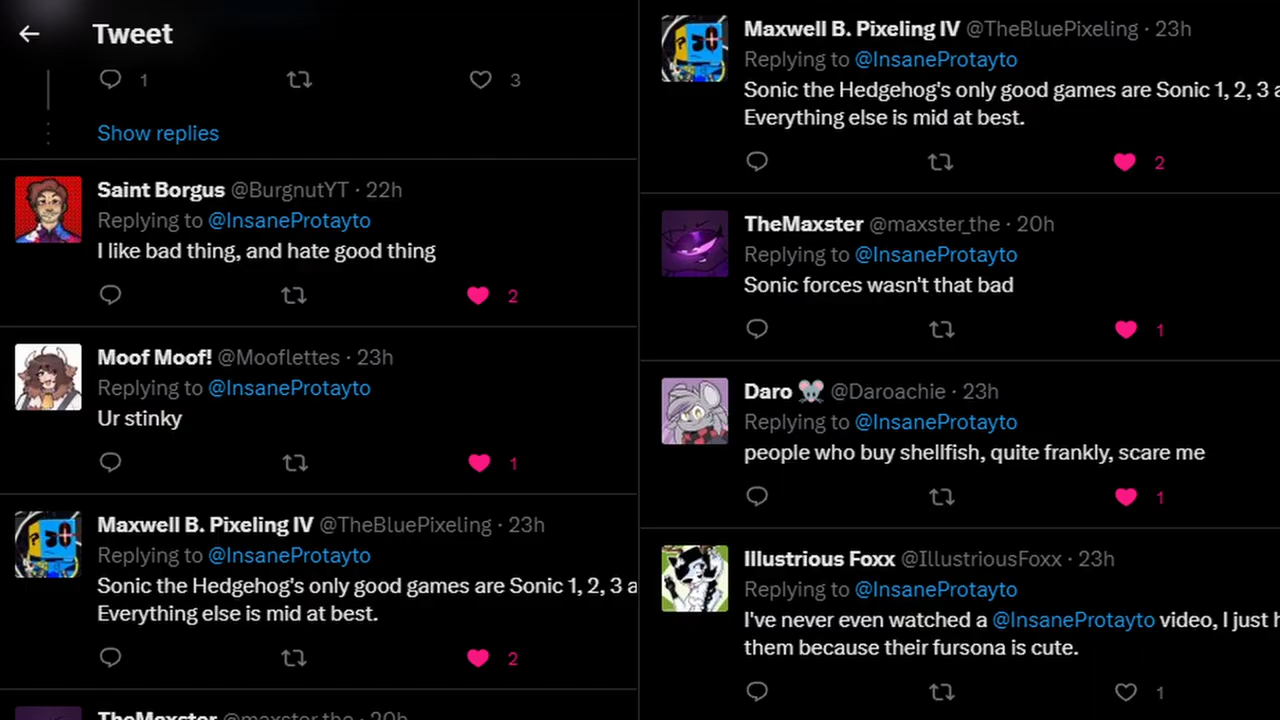 Tweet
1 3
Show replies
Saint Borgus @BurgnutYT · 22h
Replying to @InsaneProtayto
I like bad thing, and hate good thing
2
Moof Moof! @Mooflettes · 23h
Replying to @InsaneProtayto
Ur stinky
1
Maxwell B. Pixeling IV @TheBluePixeling · 23h
Replying to @InsaneProtayto
Sonic the Hedgehog's only good games are Sonic 1, 2, 3 a
Everything else is mid at best.
2
TheMaxster @maxster_the · 20h
Maxwell B. Pixeling IV @TheBluePixeling · 23h
Replying to @InsaneProtayto
Sonic the Hedgehog's only good games are Sonic 1, 2, 3 a
Everything else is mid at best.
2
TheMaxster @maxster_the · 20h
Replying to @InsaneProtayto
Sonic forces wasn't that bad
1
Daro 🐭 @Daroachie · 23h
Replying to @InsaneProtayto
people who buy shellfish, quite frankly, scare me
1
Illustrious Foxx @IllustriousFoxx · 23h
Replying to @InsaneProtayto
I've never even watched a @InsaneProtayto video, I just h
them because their fursona is cute.
1